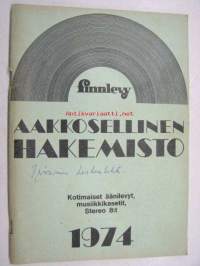 finnlevy
AAKKOSELLINEN
HAKEMISTO
Kotimaiset äänilevyt,
musiikkikasetit,
Stereo 8:t
1974